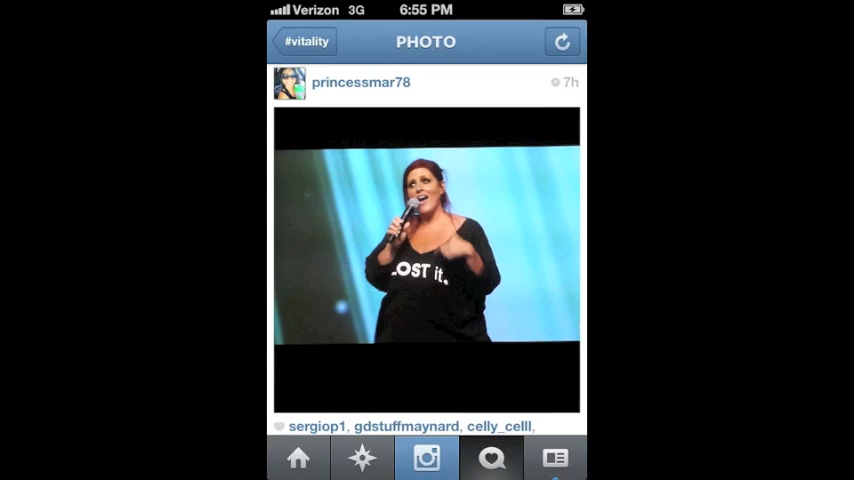 Verizon 3G 6:55 PM
#vitality PHOTO
princessmar78 7h
LOST it.
sergiop1, gdstuffmaynard, celly_celll,